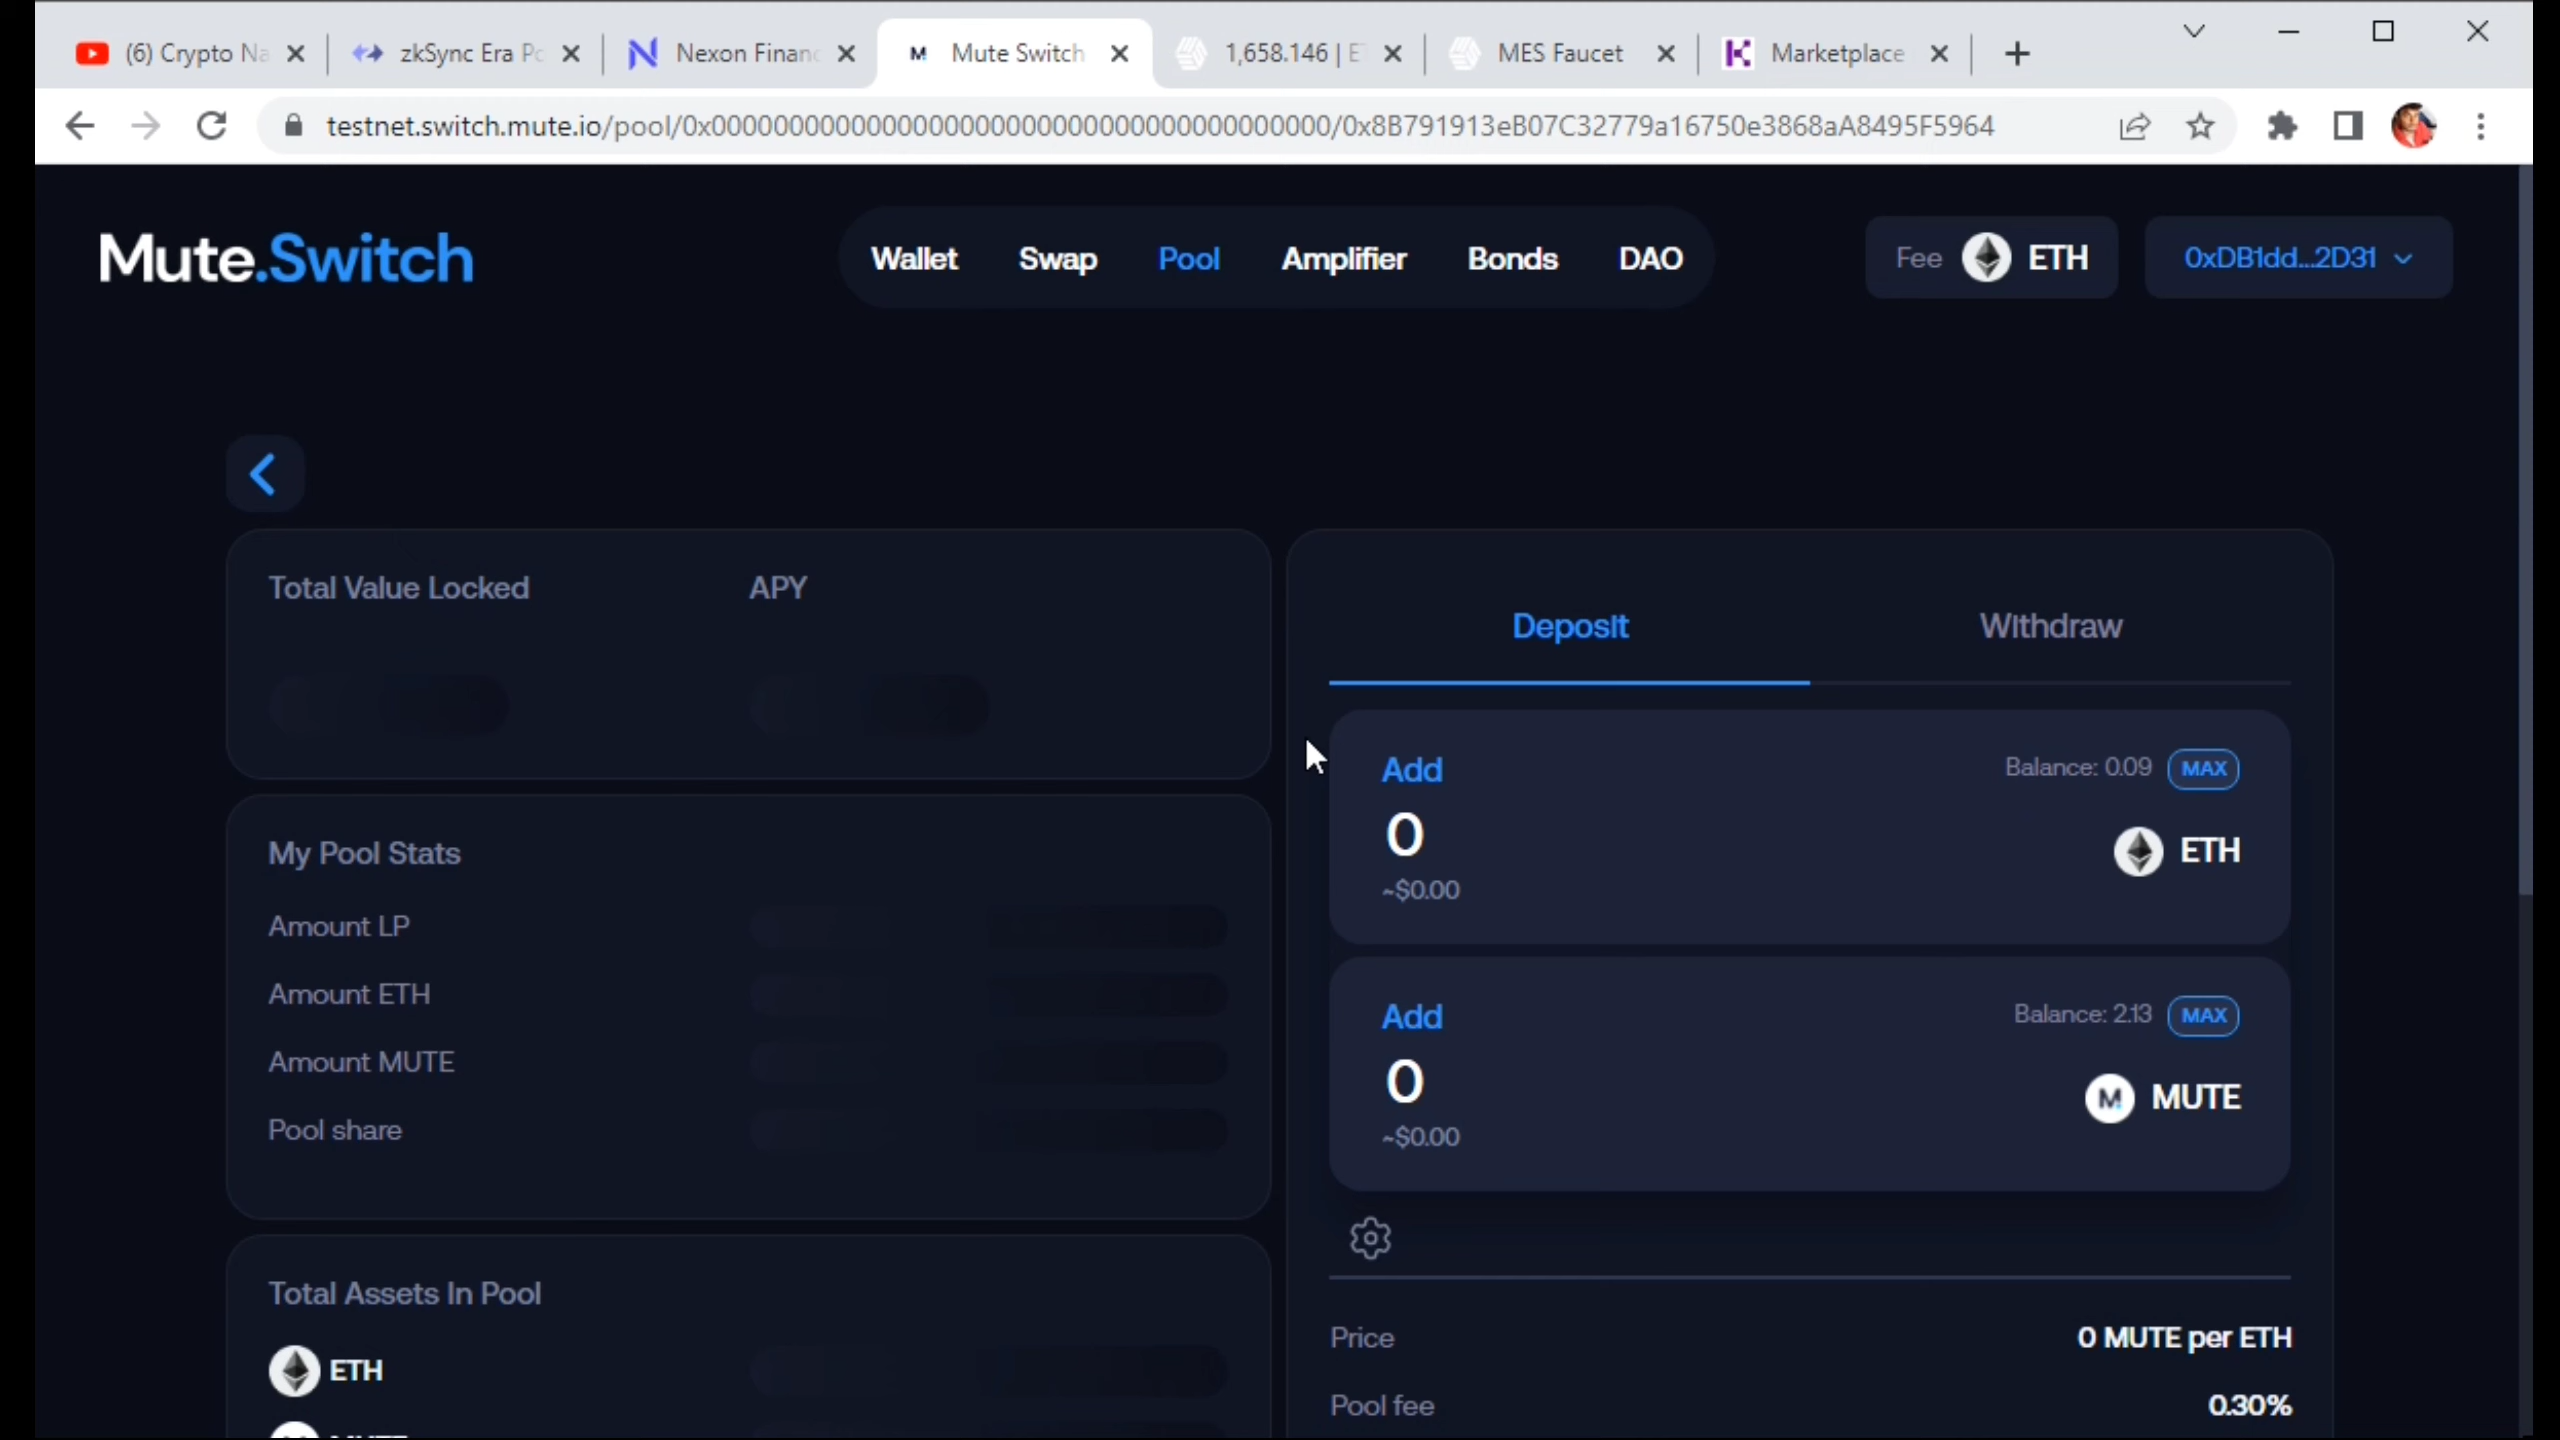 (6) Crypto Na
zkSync Era Po
Nexon Financ
Mute Switch
1,658.146 | E
MES Faucet
Marketplace
testnet.switch.mute.io/pool/0x0000000000000000000000000000000000000000/0x8B791913eB07C32779a16750e3868aA8495F5964
Mute.Switch
Wallet
Swap
Pool
Amplifier
Bonds
DAO
Fee ETH
0xDB1dd...2D31
Total Value Locked
APY
Deposit
Withdraw
Add
Balance: 0.09 MAX
0
ETH
~$0.00
My Pool Stats
Amount LP
Amount ETH
Amount MUTE
Pool share
Add
Balance: 2.13 MAX
0
MUTE
~$0.00
Total Assets In Pool
ETH
MUTE
Price
0 MUTE per ETH
Pool fee
0.30%